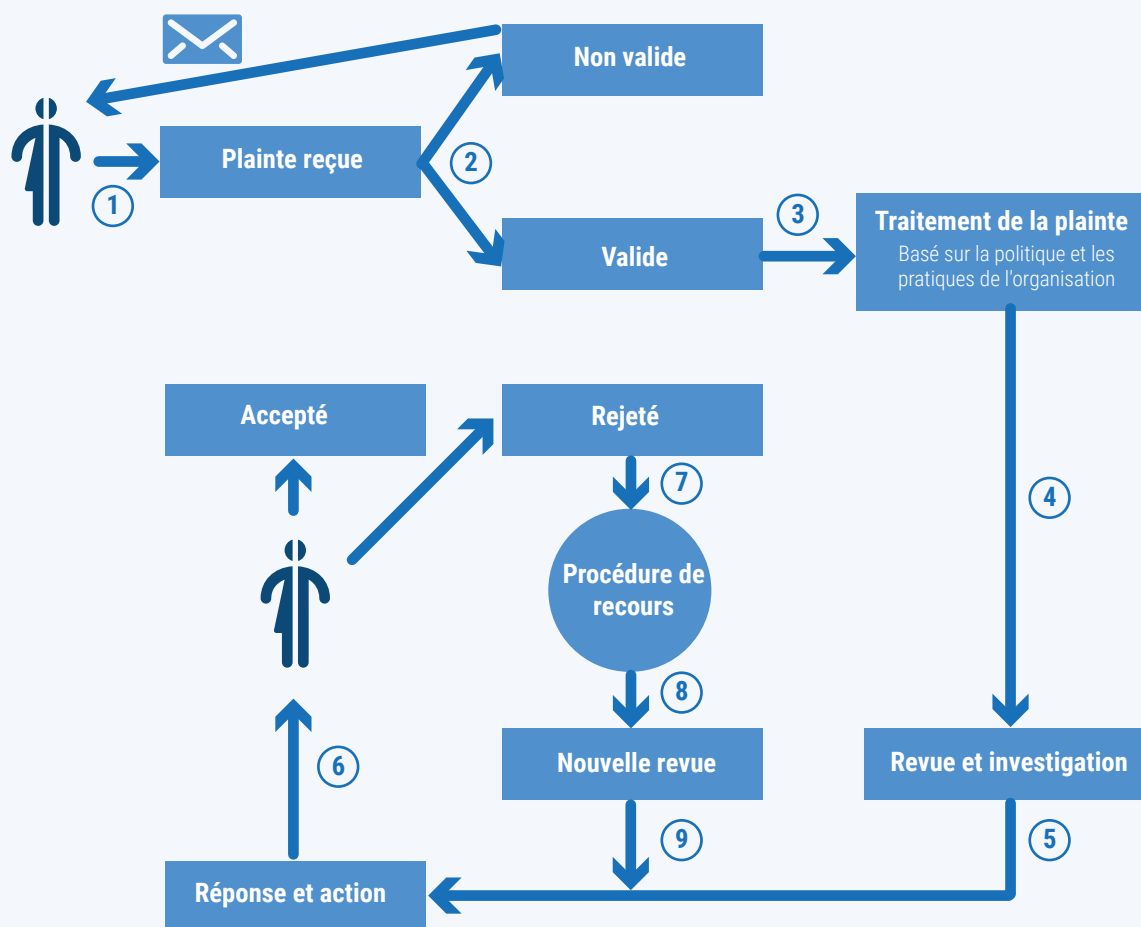 Non valide
Plainte reçue
1
2
Valide
3
Traitement de la plainte
Basé sur la politique et les
pratiques de l'organisation
Accepté
Rejeté
7
4
Procédure de
recours
8
6
Nouvelle revue
Revue et investigation
9
5
Réponse et action